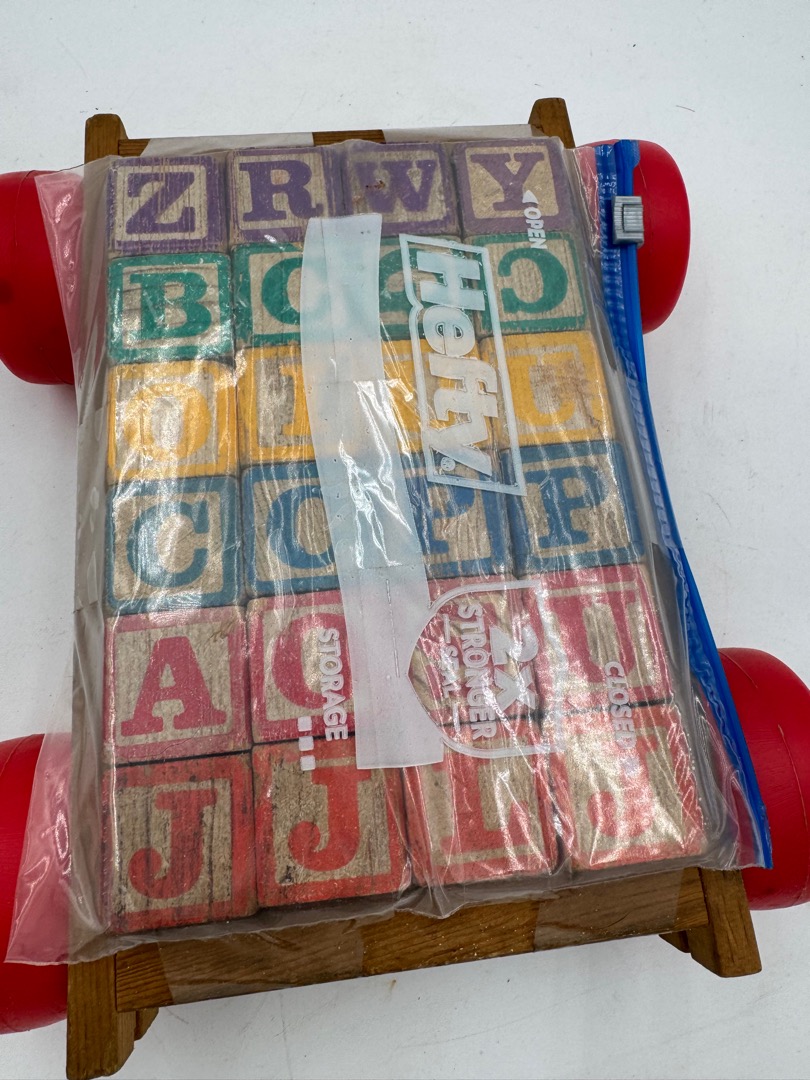 Z R W Y
B C
C
J J
A U
C P P
OPEN
Hefty®
2X
STRONGER
— SEAL —
STORAGE
CLOSED